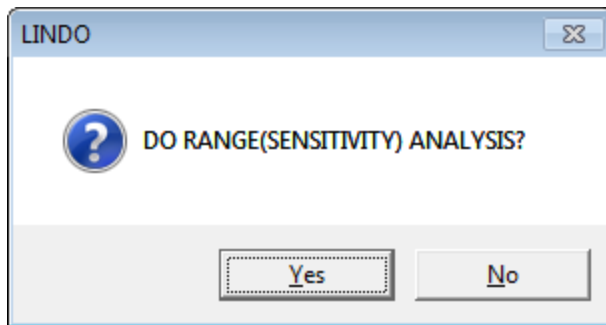 LINDO
DO RANGE(SENSITIVITY) ANALYSIS?
Yes
No